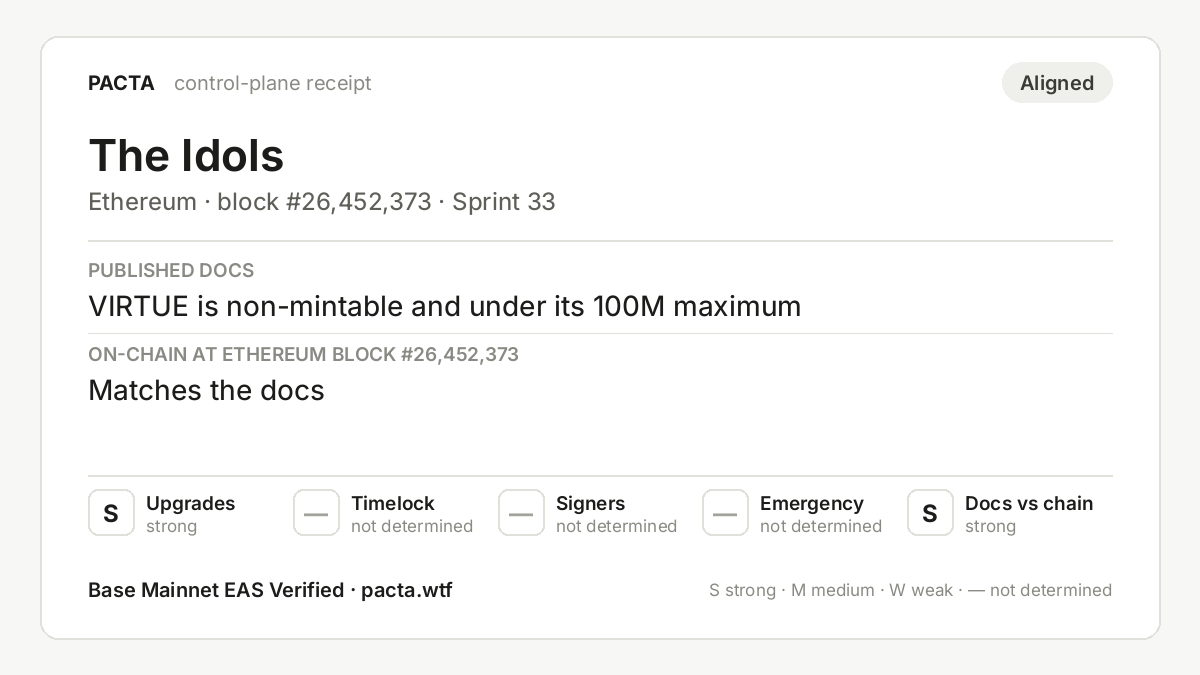 PACTA control-plane receipt Aligned
The Idols
Ethereum · block #26,452,373 · Sprint 33
PUBLISHED DOCS
VIRTUE is non-mintable and under its 100M maximum
ON-CHAIN AT ETHEREUM BLOCK #26,452,373
Matches the docs
S Upgrades — Timelock — Signers — Emergency S Docs vs chain
strong not determined not determined not determined strong
Base Mainnet EAS Verified · pacta.wtf S strong · M medium · W weak · — not determined